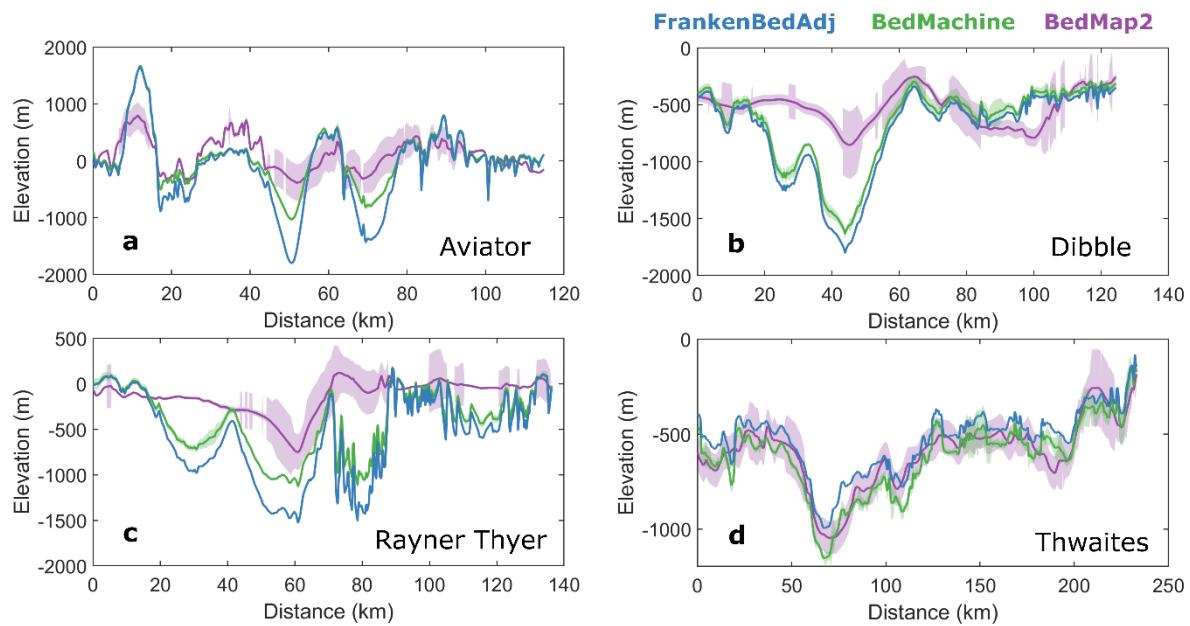 FrankenBedAdj BedMachine BedMap2
2000
1000
0
-1000
-2000
Elevation (m)
a
Aviator
0 20 40 60 80 100 120
Distance (km)
0
-500
-1000
-1500
-2000
Elevation (m)
b
Dibble
0 20 40 60 80 100 120 140
Distance (km)
500
0
-500
-1000
-1500
-2000
Elevation (m)
c
Rayner Thyer
0 20 40 60 80 100 120 140
Distance (km)
0
-500
-1000
Elevation (m)
d
Thwaites
0 50 100 150 200 250
Distance (km)